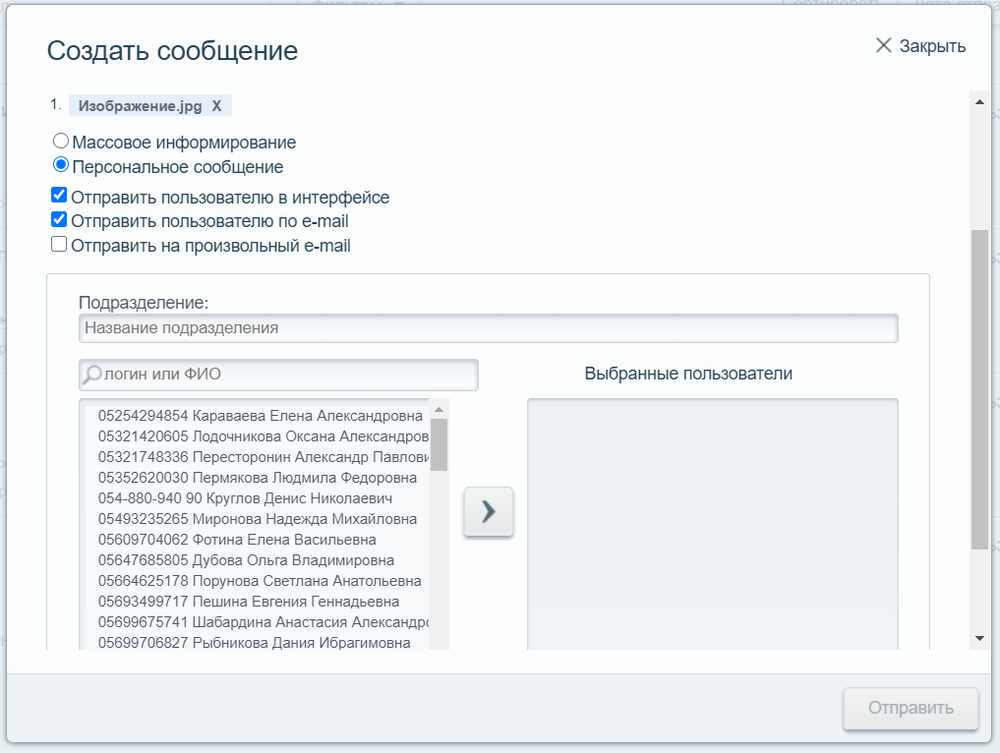 Создать сообщение
Закрыть
1. Изображение.jpg X
Массовое информирование
Персональное сообщение
Отправить пользователю в интерфейсе
Отправить пользователю по e-mail
Отправить на произвольный e-mail
Подразделение:
Название подразделения
логин или ФИО
Выбранные пользователи
05254294854 Караваева Елена Александровна
05321420605 Лодочникова Оксана Александров
05321748336 Пересторонин Александр Павлови
05352620030 Пермякова Людмила Федоровна
054-880-940 90 Круглов Денис Николаевич
05493235265 Миронова Надежда Михайловна
05609704062 Фотина Елена Васильевна
05647685805 Дубова Ольга Владимировна
05664625178 Порунова Светлана Анатольевна
05693499717 Пешина Евгения Геннадьевна
05699675741 Шабардина Анастасия Александро
05699706827 Рыбникова Дания Ибрагимовна
Отправить